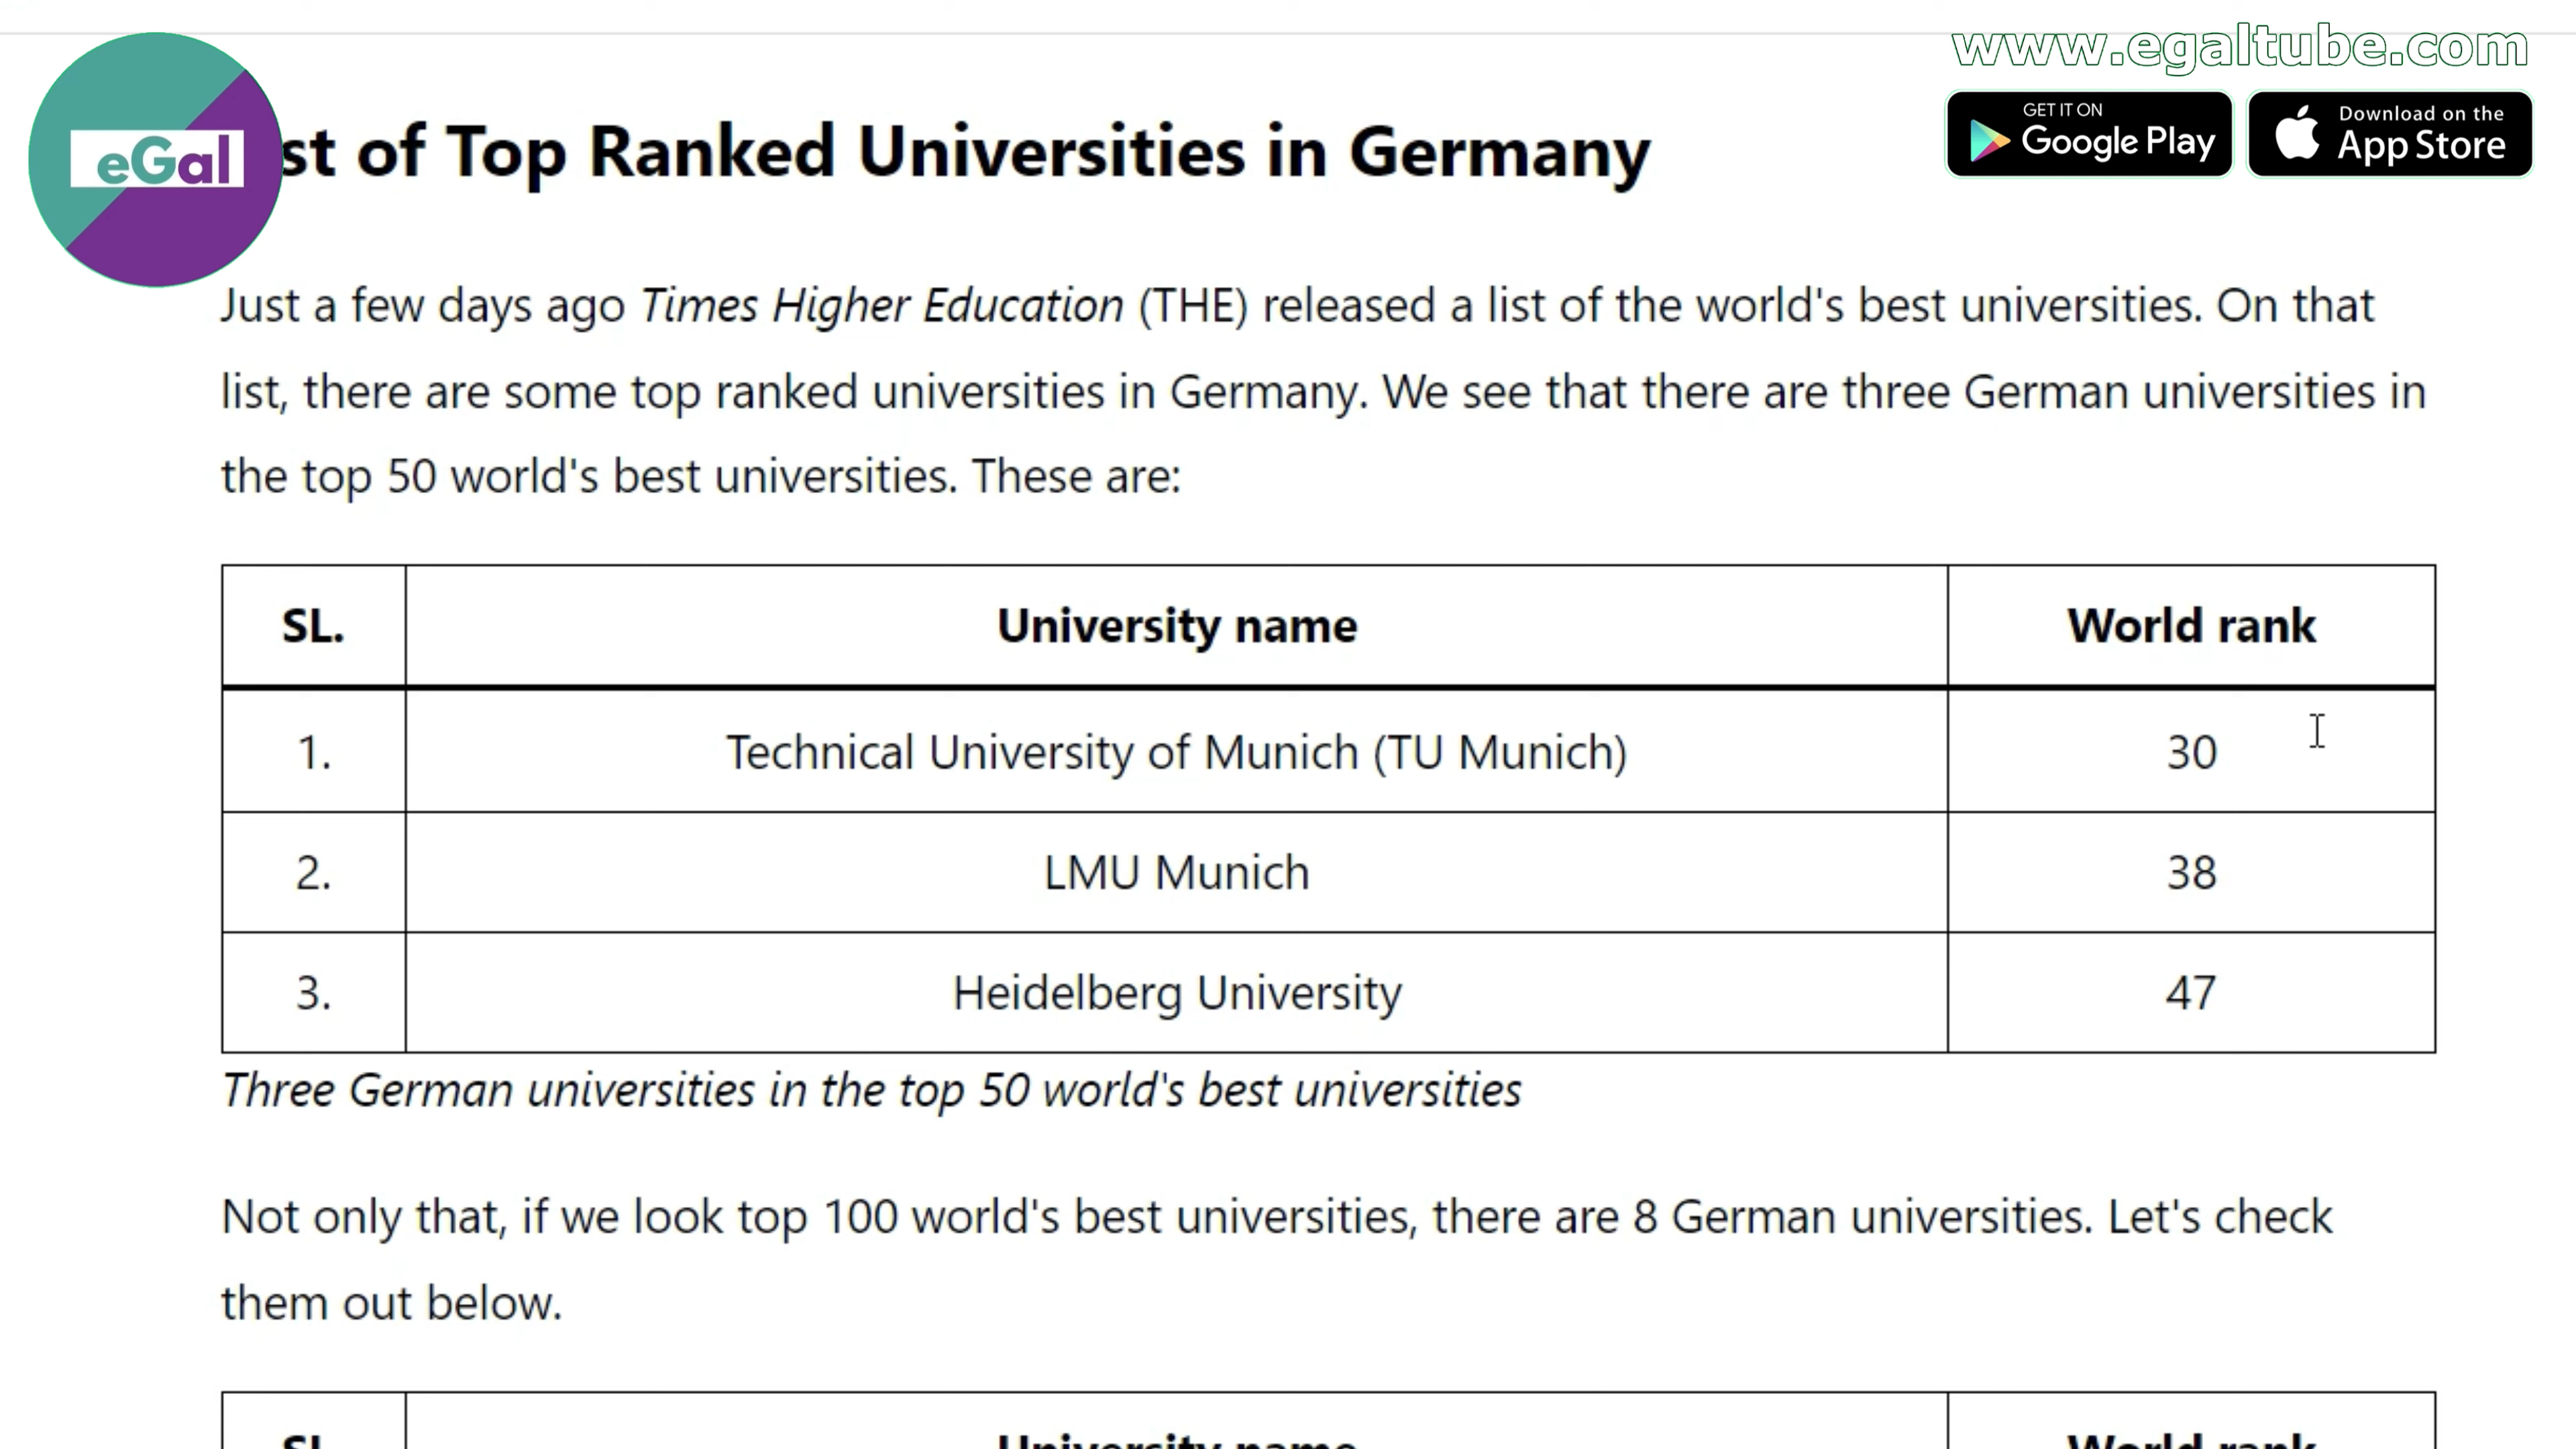 www.egaltube.com
GET IT ON
Google Play
Download on the
App Store
eGal
st of Top Ranked Universities in Germany
Just a few days ago Times Higher Education (THE) released a list of the world's best universities. On that
list, there are some top ranked universities in Germany. We see that there are three German universities in
the top 50 world's best universities. These are:
SL. University name World rank
1. Technical University of Munich (TU Munich) 30
2. LMU Munich 38
3. Heidelberg University 47
Three German universities in the top 50 world's best universities
Not only that, if we look top 100 world's best universities, there are 8 German universities. Let's check
them out below.
SL. University name World rank